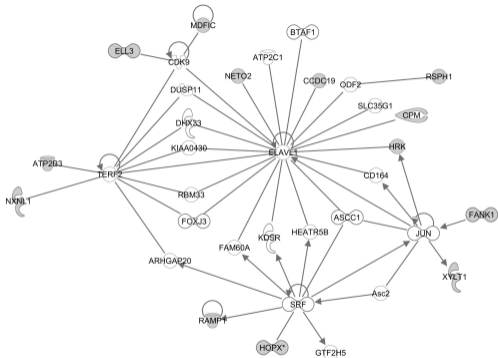 MDFIC
BTAF1
ELL3
CDK9
ATP2C1
NETO2
CCDC19
ODF2
RSPH1
DUSP11
SLC35G1
CPM
DHX33
KIAA0430
ELAVL1
HRK
ATP2B3
TERF2
CD164
NXNL1
RBM33
FOXJ3
ASCC1
FANK1
HEATR5B
JUN
KDSR
FAM60A
ARHGAP20
XYLT1
Asc2
SRF
RAMP1
HOPX*
GTF2H5